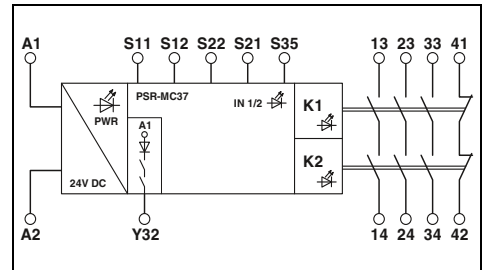 A1 S11 S12 S22 S21 S35 13 23 33 41
PSR-MC37 IN 1/2 K1
PWR A1
K2
24V DC
A2 Y32 14 24 34 42